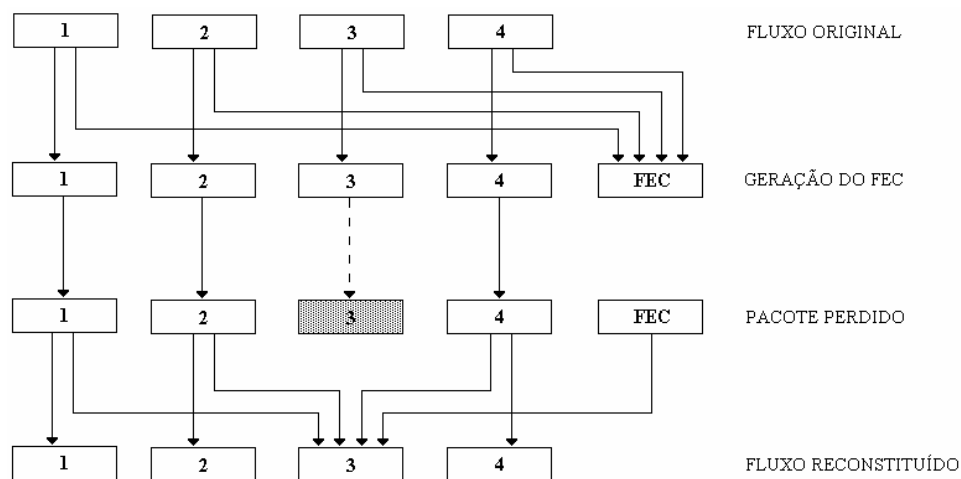 1 2 3 4 FLUXO ORIGINAL
1 2 3 4 FEC GERAÇÃO DO FEC
1 2 3 4 FEC PACOTE PERDIDO
1 2 3 4 FLUXO RECONSTITUÍDO